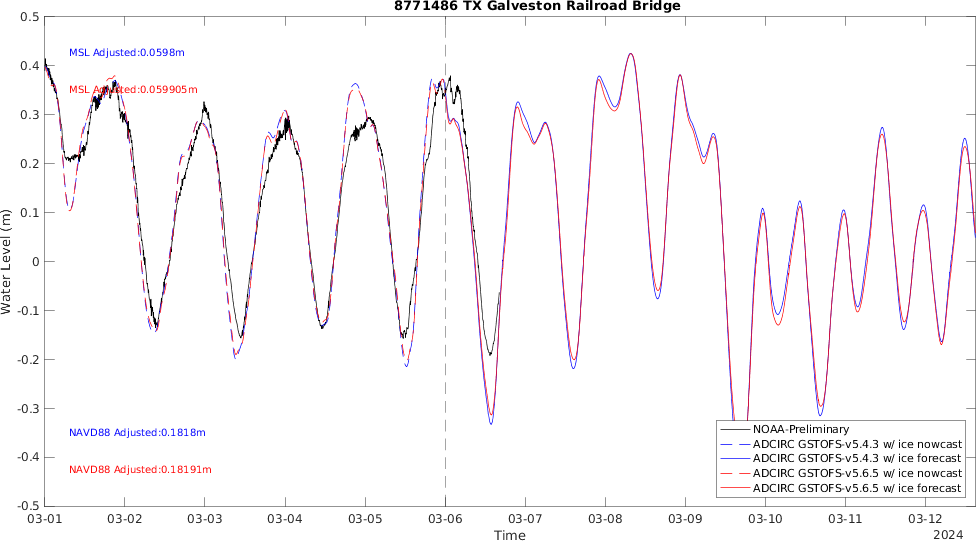 8771486 TX Galveston Railroad Bridge
0.5
0.4
0.3
0.2
0.1
0
-0.1
-0.2
-0.3
-0.4
-0.5
Water Level (m)
MSL Adjusted:0.0598m
MSL Adjusted:0.059905m
NAVD88 Adjusted:0.1818m
NAVD88 Adjusted:0.18191m
NOAA-Preliminary
ADCIRC GSTOFS-v5.4.3 w/ ice nowcast
ADCIRC GSTOFS-v5.4.3 w/ ice forecast
ADCIRC GSTOFS-v5.6.5 w/ ice nowcast
ADCIRC GSTOFS-v5.6.5 w/ ice forecast
03-01 03-02 03-03 03-04 03-05 03-06 03-07 03-08 03-09 03-10 03-11 03-12
Time
2024